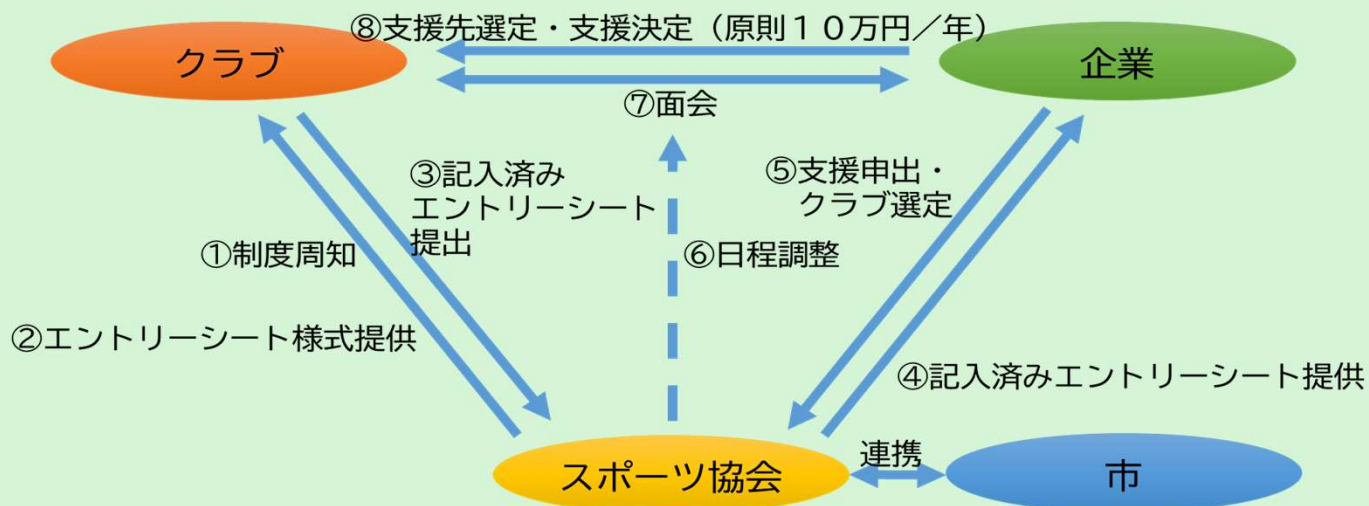 ⑧支援先選定・支援決定（原則１０万円／年）
クラブ
企業
⑦面会
③記入済み
エントリーシート
提出
⑤支援申出・
クラブ選定
①制度周知
⑥日程調整
②エントリーシート様式提供
④記入済みエントリーシート提供
スポーツ協会
連携
市